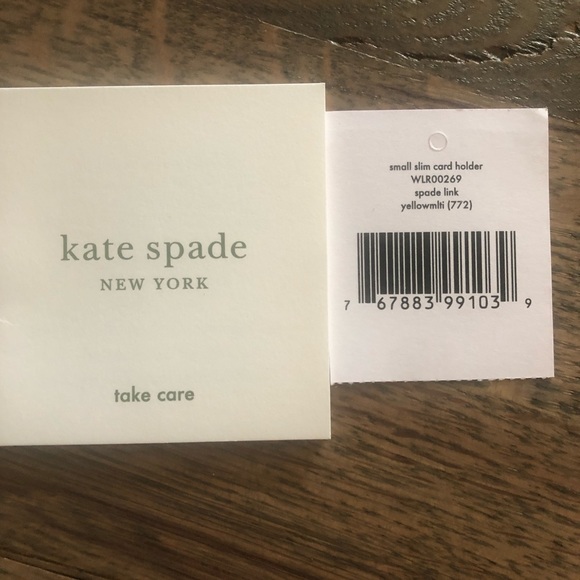 kate spade
NEW YORK
take care
small slim card holder
WLR00269
spade link
yellowmlti (772)
7 67883 99103 9